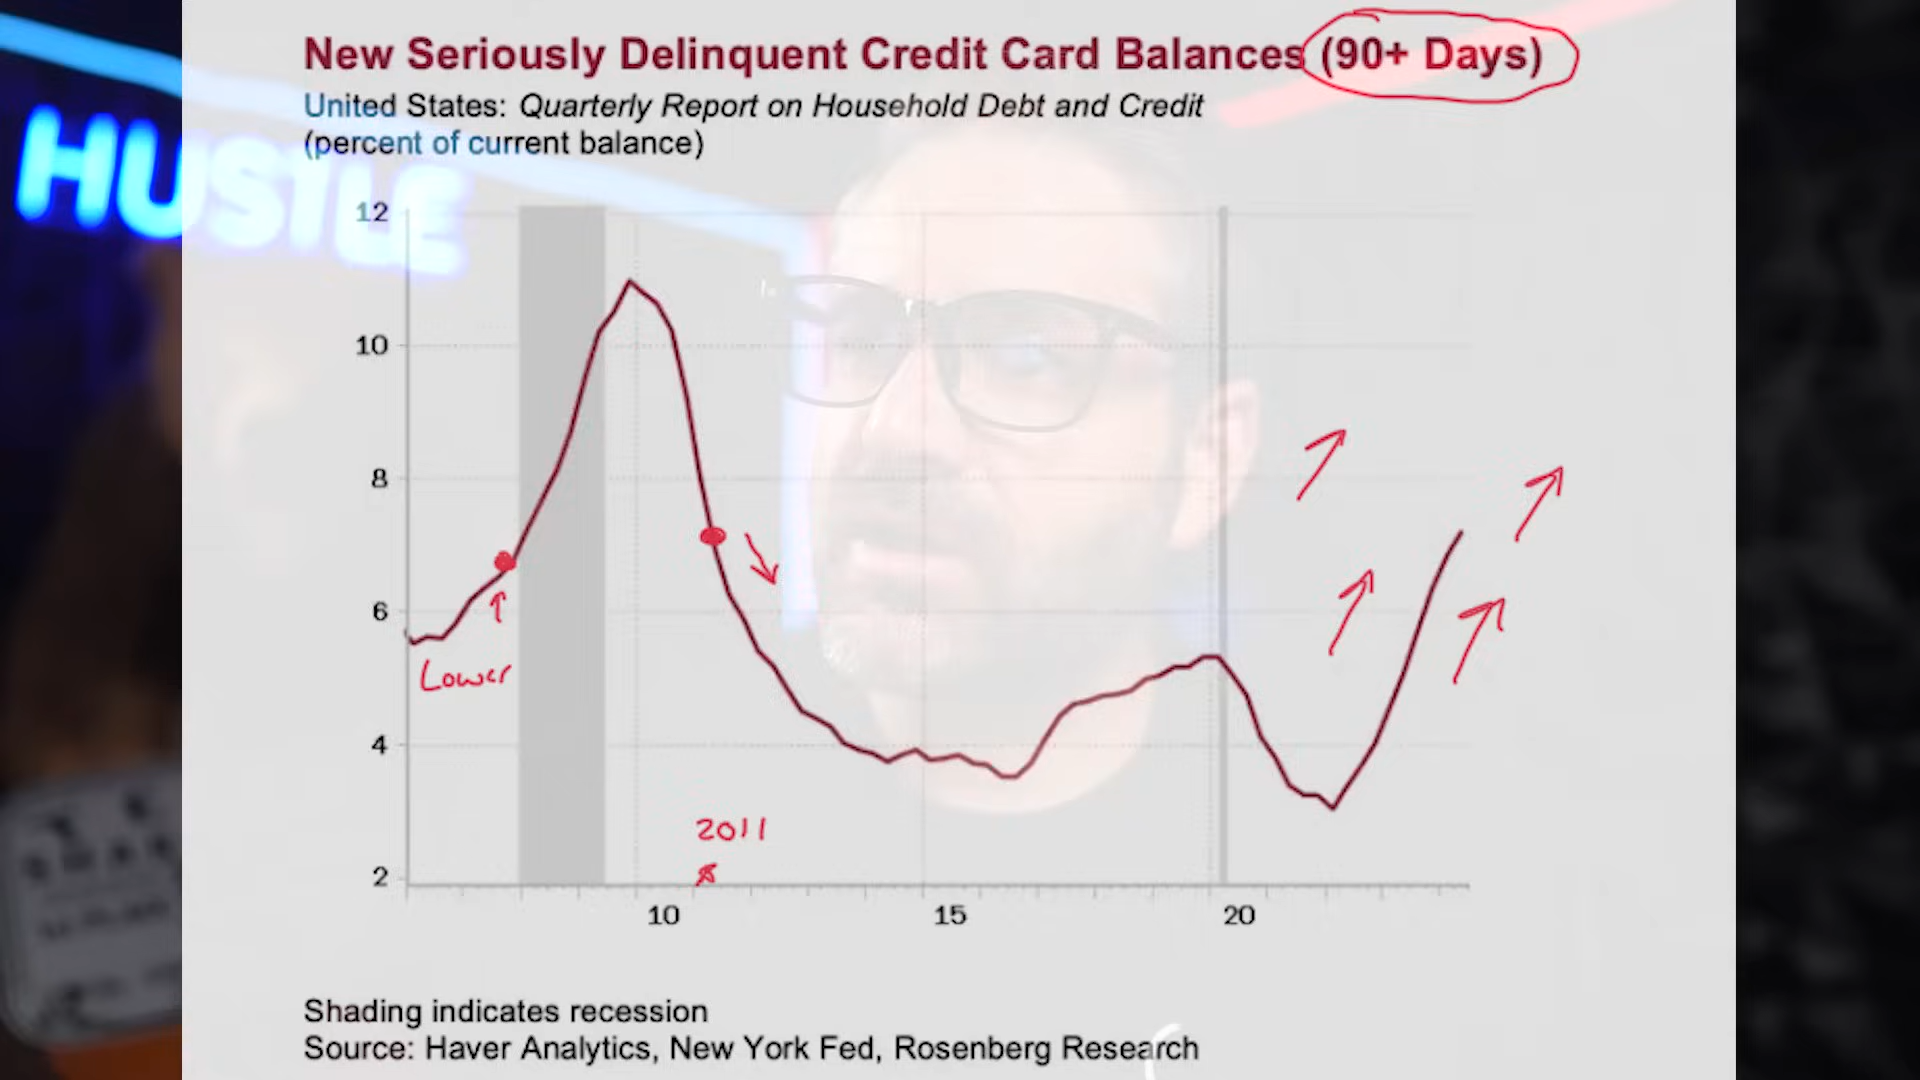 New Seriously Delinquent Credit Card Balances (90+ Days)
United States: Quarterly Report on Household Debt and Credit
(percent of current balance)
HUSTLE
12
10
8
6
4
2
Lower
2011
10 15 20
Shading indicates recession
Source: Haver Analytics, New York Fed, Rosenberg Research